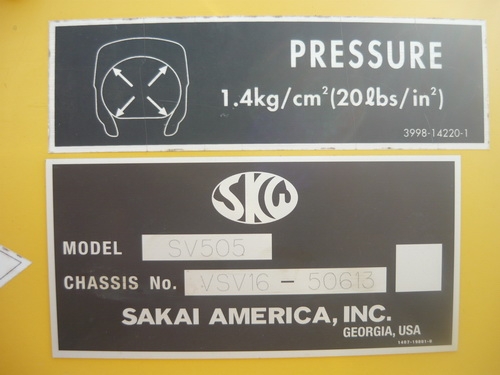 PRESSURE
1.4kg/cm²(20ℓbs/in²)
3998-14220-1
SKW
MODEL SV505
CHASSIS No. VSV16 - 50613
SAKAI AMERICA, INC.
GEORGIA, USA